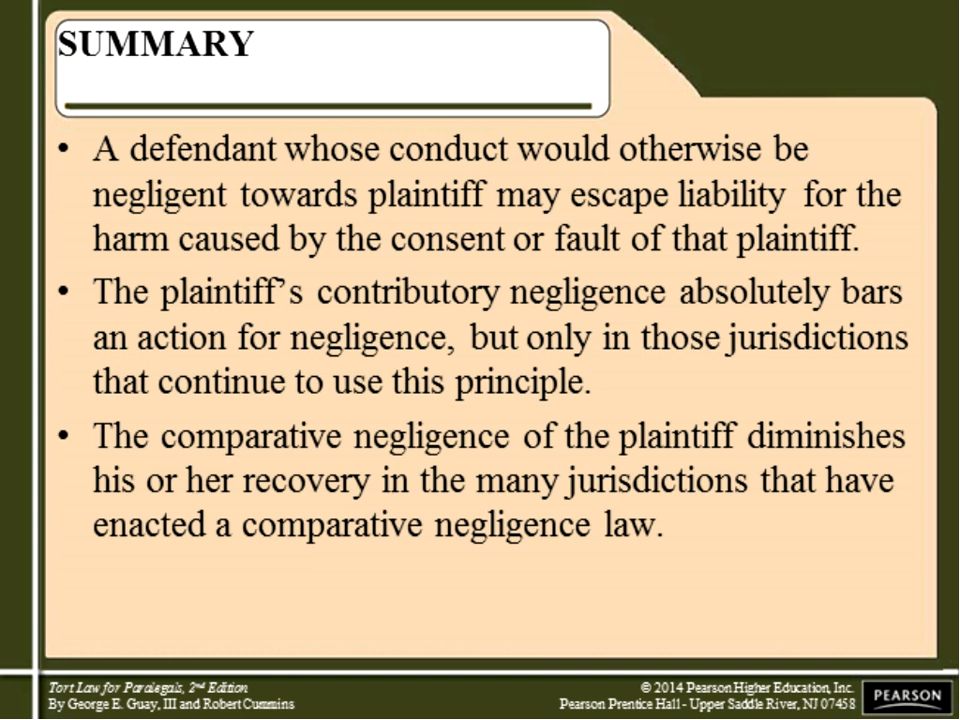 SUMMARY
• A defendant whose conduct would otherwise be
negligent towards plaintiff may escape liability for the
harm caused by the consent or fault of that plaintiff.
• The plaintiff's contributory negligence absolutely bars
an action for negligence, but only in those jurisdictions
that continue to use this principle.
• The comparative negligence of the plaintiff diminishes
his or her recovery in the many jurisdictions that have
enacted a comparative negligence law.
Tort Law for Paralegals, 2nd Edition
By George E. Guay, III and Robert Cummins
© 2014 Pearson Higher Education, Inc.
Pearson Prentice Hall - Upper Saddle River, NJ 07458
PEARSON